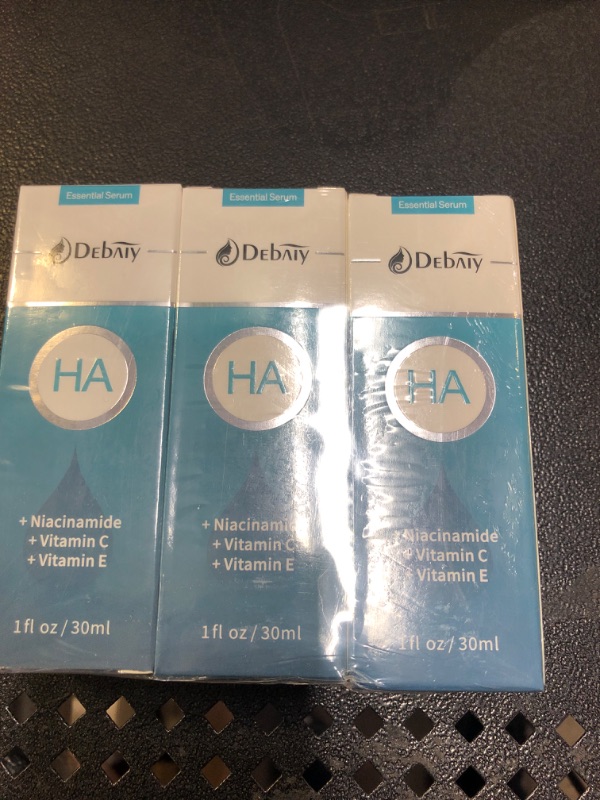 Essential Serum
Debaiy
HA
+ Niacinamide
+ Vitamin C
+ Vitamin E
1fl oz / 30ml
Essential Serum
Debaiy
HA
+ Niacinamide
+ Vitamin C
+ Vitamin E
1fl oz / 30ml
Essential Serum
Debaiy
HA
Niacinamide
Vitamin C
Vitamin E
1fl oz / 30ml